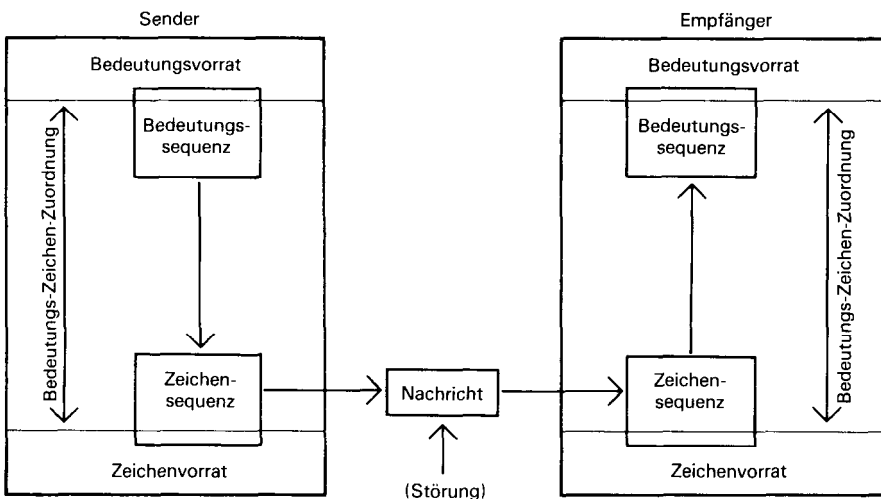 Sender
Bedeutungsvorrat
Bedeutungs-
sequenz
Bedeutungs-Zeichen-Zuordnung
Zeichen-
sequenz
Zeichenvorrat
Nachricht
(Störung)
Empfänger
Bedeutungsvorrat
Bedeutungs-
sequenz
Bedeutungs-Zeichen-Zuordnung
Zeichen-
sequenz
Zeichenvorrat